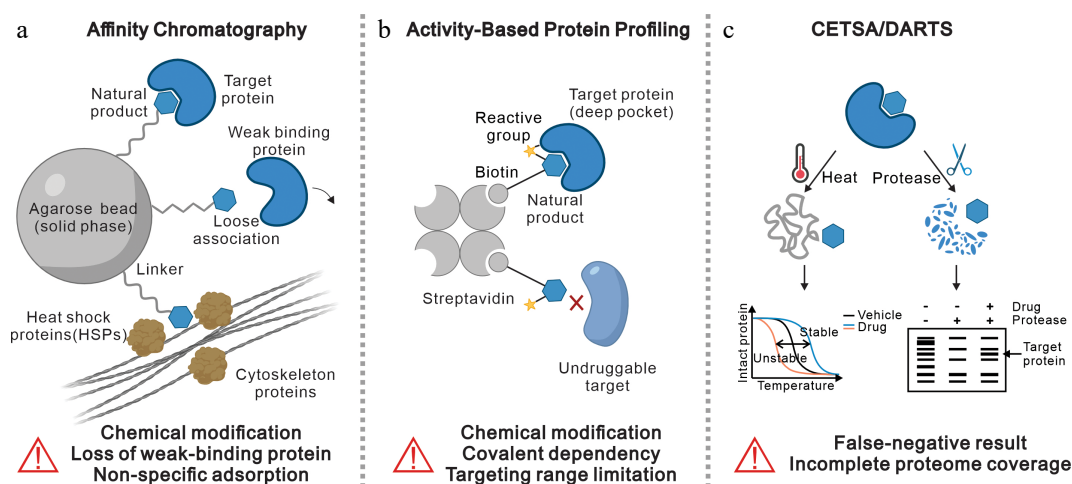 a
Affinity Chromatography
Natural
product
Target
protein
Weak binding
protein
Agarose bead
(solid phase)
Loose
association
Linker
Heat shock
proteins(HSPs)
Cytoskeleton
proteins
Chemical modification
Loss of weak-binding protein
Non-specific adsorption
b
Activity-Based Protein Profiling
Target protein
(deep pocket)
Reactive
group
Biotin
Natural
product
Streptavidin
Undruggable
target
Chemical modification
Covalent dependency
Targeting range limitation
c
CETSA/DARTS
Heat
Protease
Intact protein
Vehicle
Drug
Stable
Unstable
Temperature
- - + Drug
- + + Protease
Target
protein
False-negative result
Incomplete proteome coverage